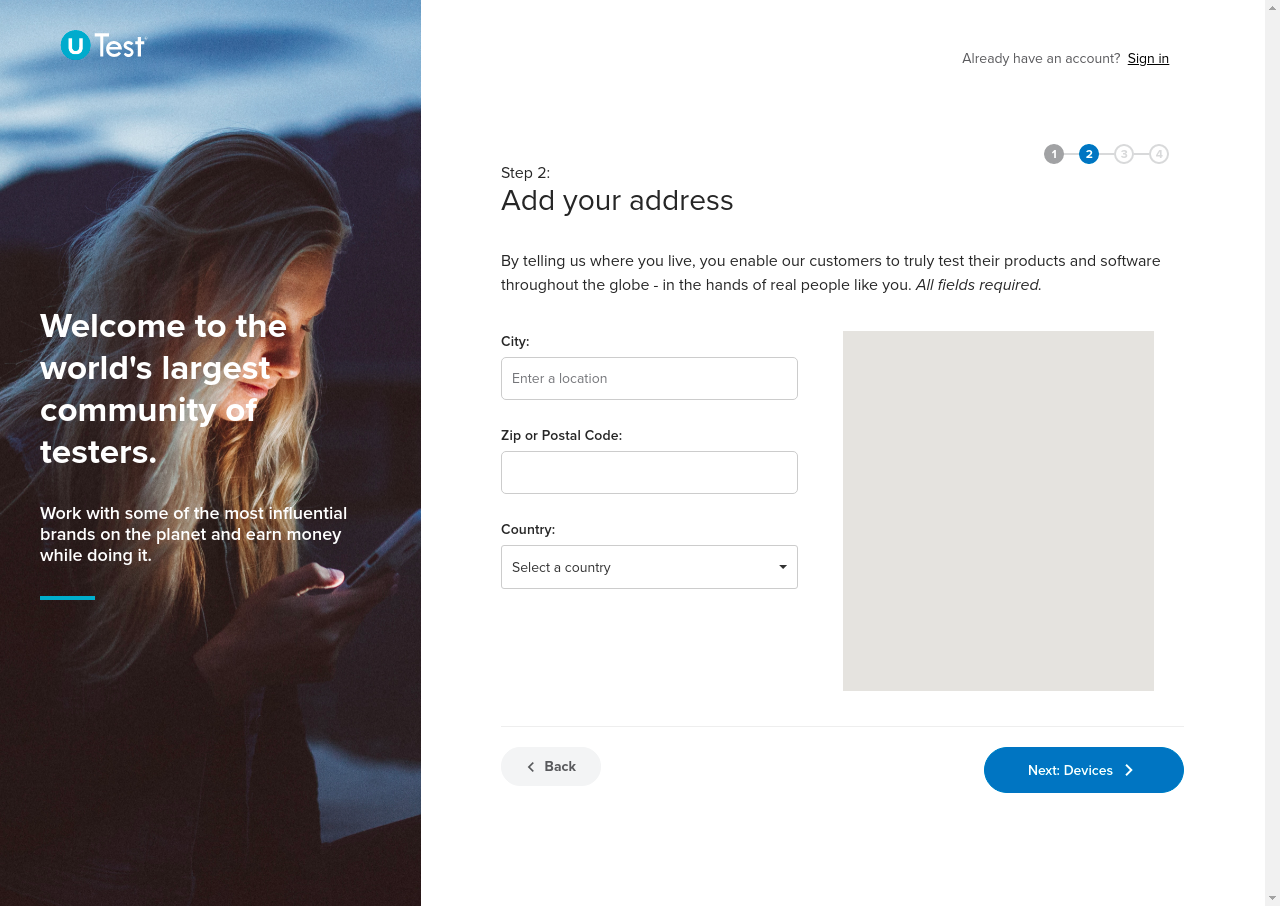 U Test
Already have an account? Sign in
1 2 3 4
Step 2:
Add your address
By telling us where you live, you enable our customers to truly test their products and software
throughout the globe - in the hands of real people like you. All fields required.
Welcome to the
world's largest
community of
testers.
Work with some of the most influential
brands on the planet and earn money
while doing it.
City:
Enter a location
Zip or Postal Code:
Country:
Select a country
Back
Next: Devices